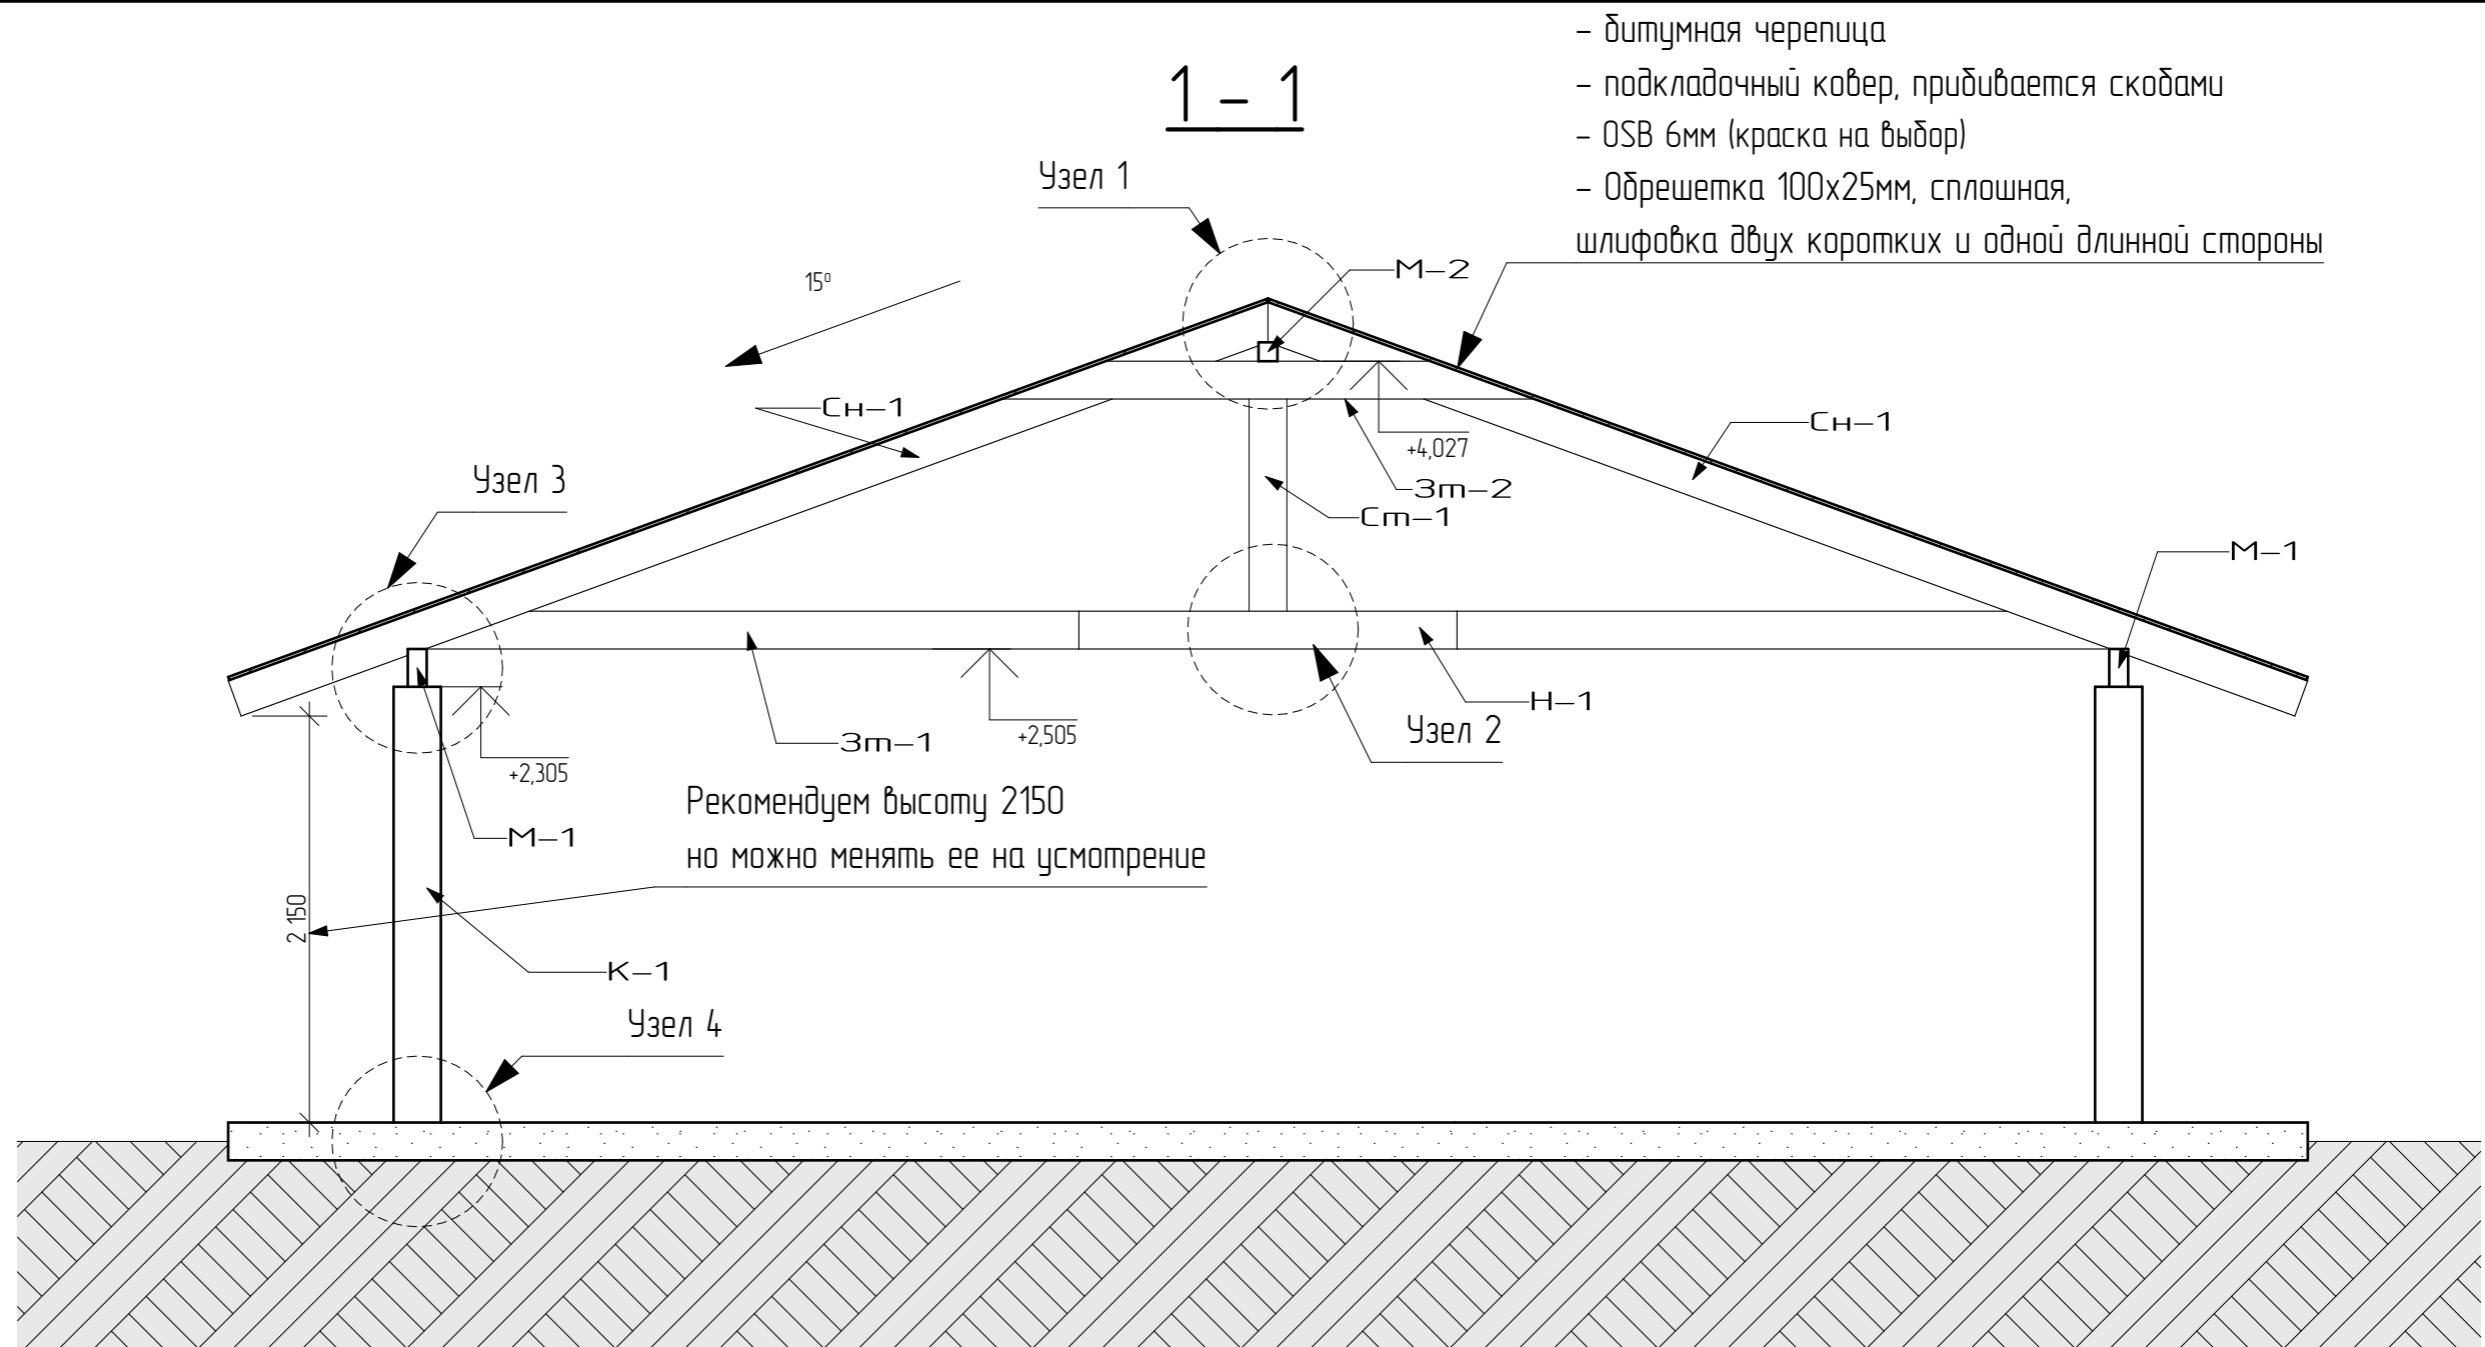 1 – 1
– битумная черепица
– подкладочный ковер, прибивается скобами
– OSB 6мм (краска на выбор)
– Обрешетка 100х25мм, сплошная,
шлифовка двух коротких и одной длинной стороны
Узел 1
М-2
15°
Сн-1
Сн-1
+4,027
Зт-2
Ст-1
Узел 3
М-1
Н-1
Узел 2
Зт-1
+2,505
+2,305
Рекомендуем высоту 2150
но можно менять ее на усмотрение
М-1
2 150
К-1
Узел 4